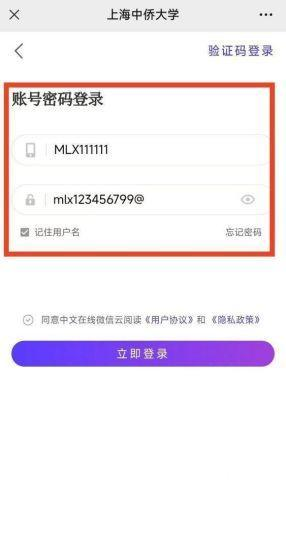 上海中侨大学
验证码登录
账号密码登录
MLX111111
mlx123456799@
记住用户名 忘记密码
同意中文在线微信云阅读《用户协议》和《隐私政策》
立即登录